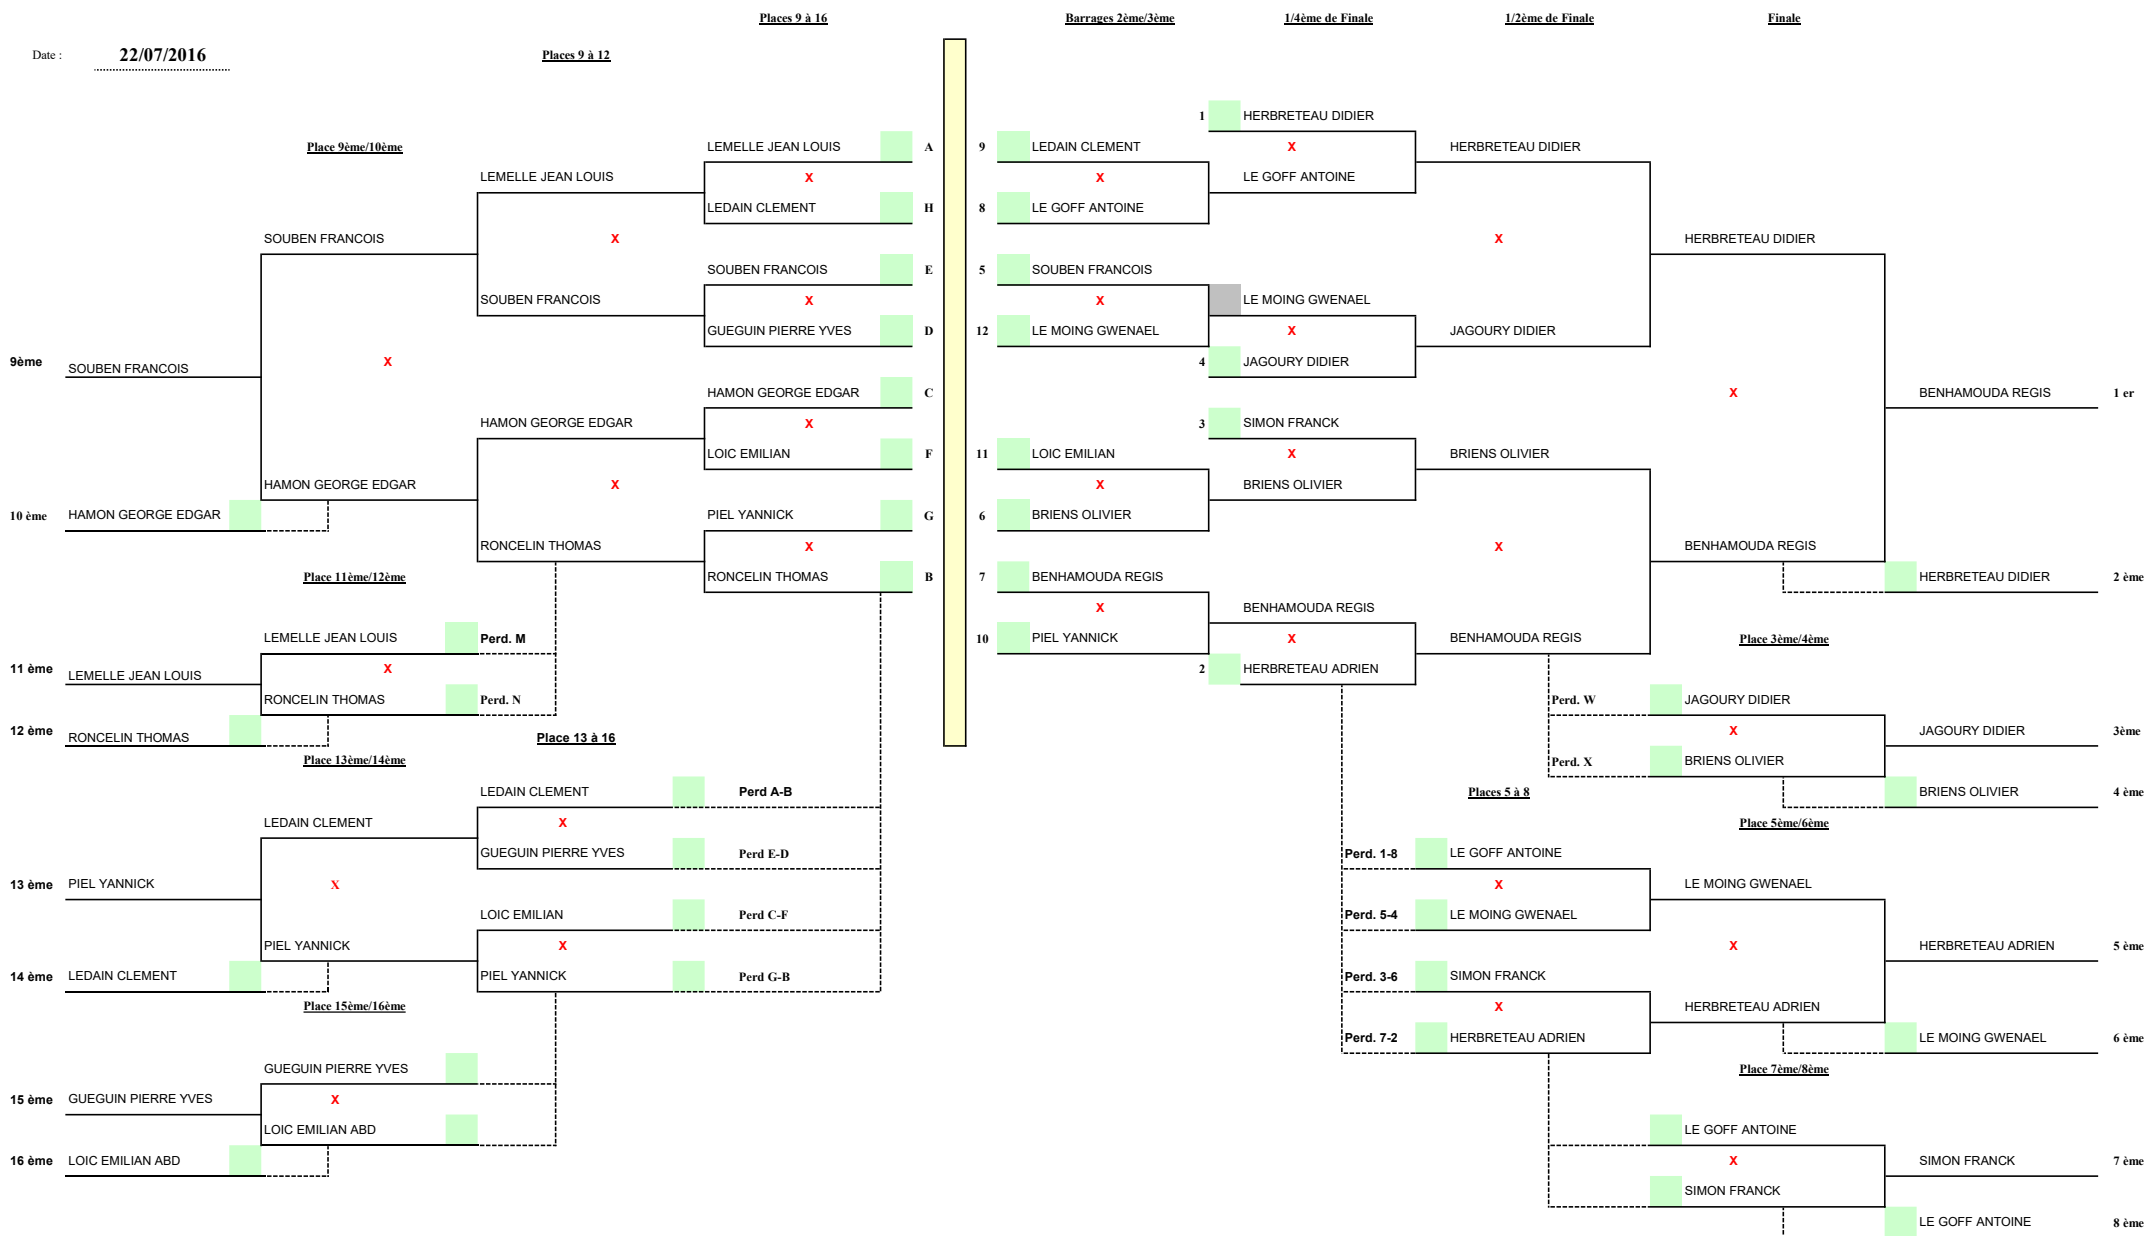 Places 9 à 16 Barrages 2ème/3ème 1/4ème de Finale 1/2ème de Finale Finale
Date : 22/07/2016 Places 9 à 12
1 HERBRETEAU DIDIER
Place 9ème/10ème LEMELLE JEAN LOUIS A 9 LEDAIN CLEMENT X HERBRETEAU DIDIER
LEMELLE JEAN LOUIS X X LE GOFF ANTOINE
LEDAIN CLEMENT H 8 LE GOFF ANTOINE
SOUBEN FRANCOIS X X HERBRETEAU DIDIER
SOUBEN FRANCOIS E 5 SOUBEN FRANCOIS
SOUBEN FRANCOIS X X LE MOING GWENAEL
GUEGUIN PIERRE YVES D 12 LE MOING GWENAEL X JAGOURY DIDIER
9ème SOUBEN FRANCOIS X 4 JAGOURY DIDIER
HAMON GEORGE EDGAR C X BENHAMOUDA REGIS 1 er
HAMON GEORGE EDGAR X 3 SIMON FRANCK
LOIC EMILIAN F 11 LOIC EMILIAN X BRIENS OLIVIER
HAMON GEORGE EDGAR X X BRIENS OLIVIER
10 ème HAMON GEORGE EDGAR PIEL YANNICK G 6 BRIENS OLIVIER
RONCELIN THOMAS X X BENHAMOUDA REGIS
Place 11ème/12ème RONCELIN THOMAS B 7 BENHAMOUDA REGIS HERBRETEAU DIDIER 2 ème
X BENHAMOUDA REGIS
LEMELLE JEAN LOUIS Perd. M 10 PIEL YANNICK X BENHAMOUDA REGIS Place 3ème/4ème
11 ème LEMELLE JEAN LOUIS X 2 HERBRETEAU ADRIEN
RONCELIN THOMAS Perd. N Perd. W JAGOURY DIDIER
12 ème RONCELIN THOMAS Place 13 à 16 X JAGOURY DIDIER 3ème
Place 13ème/14ème Perd. X BRIENS OLIVIER
LEDAIN CLEMENT Perd A-B Places 5 à 8 BRIENS OLIVIER 4 ème
LEDAIN CLEMENT X Place 5ème/6ème
GUEGUIN PIERRE YVES Perd E-D Perd. 1-8 LE GOFF ANTOINE
13 ème PIEL YANNICK X X LE MOING GWENAEL
LOIC EMILIAN Perd C-F Perd. 5-4 LE MOING GWENAEL
PIEL YANNICK X X HERBRETEAU ADRIEN 5 ème
14 ème LEDAIN CLEMENT PIEL YANNICK Perd G-B Perd. 3-6 SIMON FRANCK
Place 15ème/16ème X HERBRETEAU ADRIEN
Perd. 7-2 HERBRETEAU ADRIEN LE MOING GWENAEL 6 ème
GUEGUIN PIERRE YVES Place 7ème/8ème
15 ème GUEGUIN PIERRE YVES X
LOIC EMILIAN ABD LE GOFF ANTOINE
16 ème LOIC EMILIAN ABD X SIMON FRANCK 7 ème
SIMON FRANCK
LE GOFF ANTOINE 8 ème